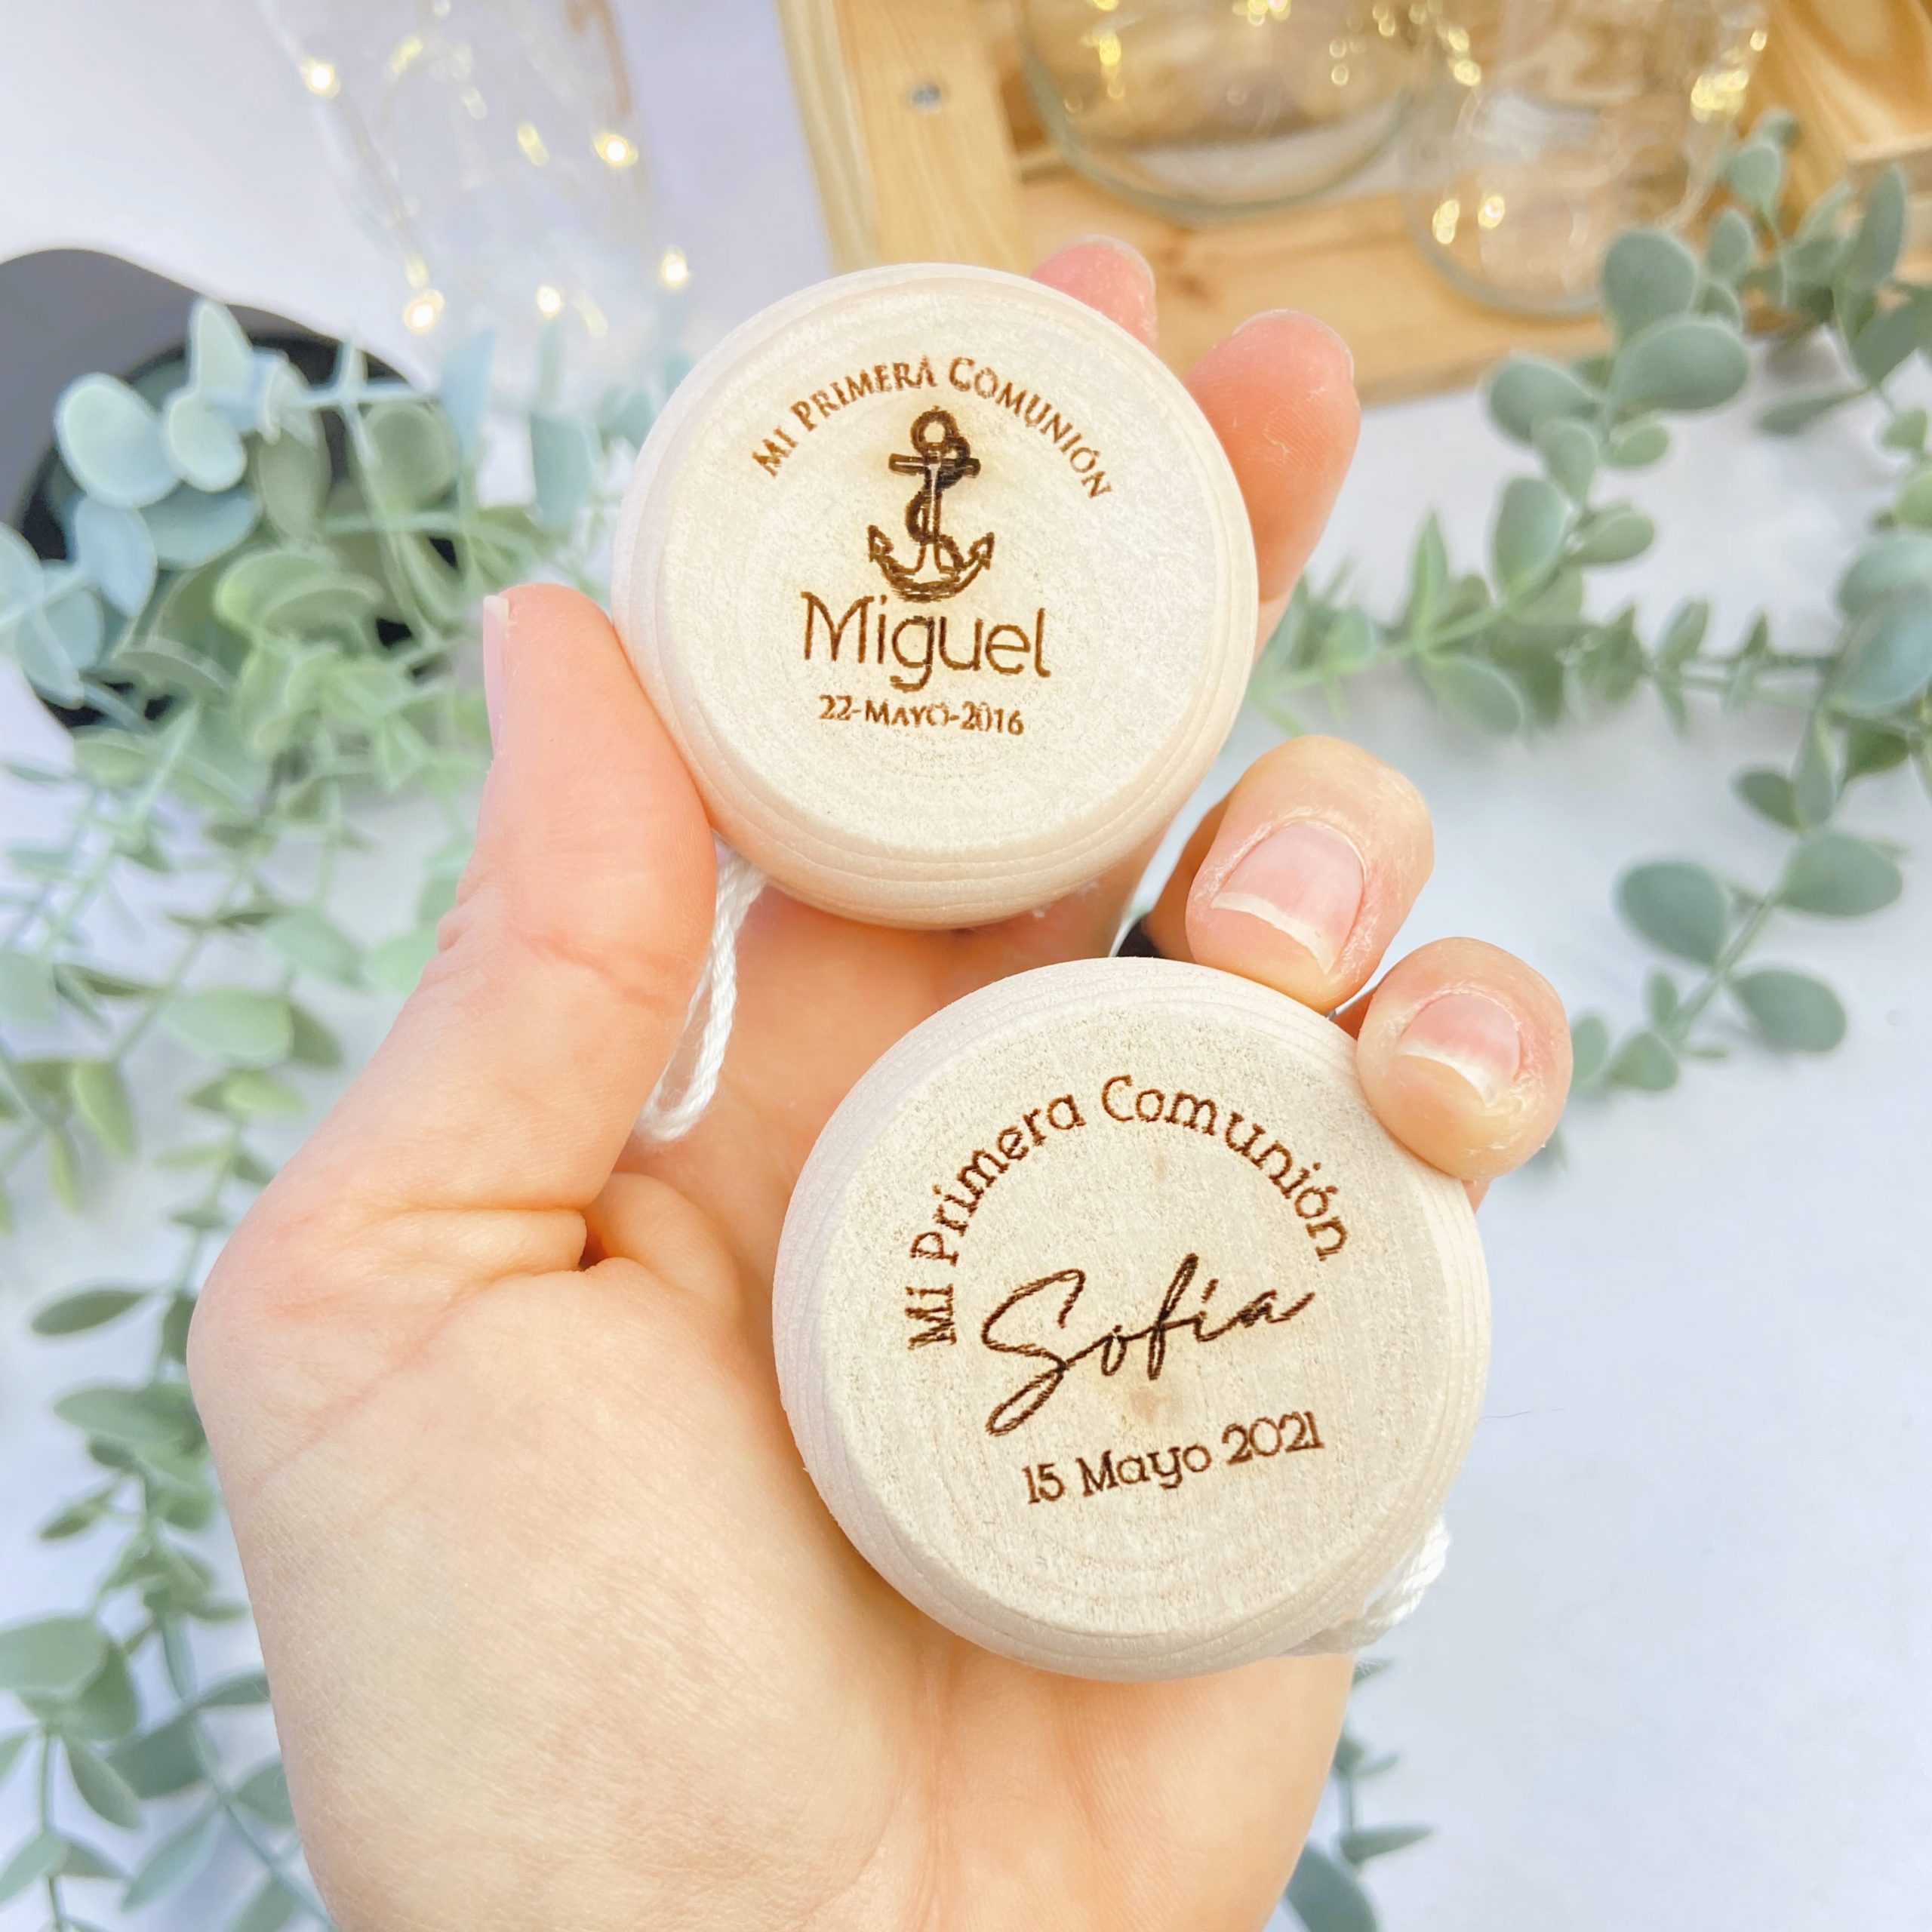 Mi Primera Comunión
Miguel
22-Mayo-2016
Mi Primera Comunión
Sofía
15 Mayo 2021